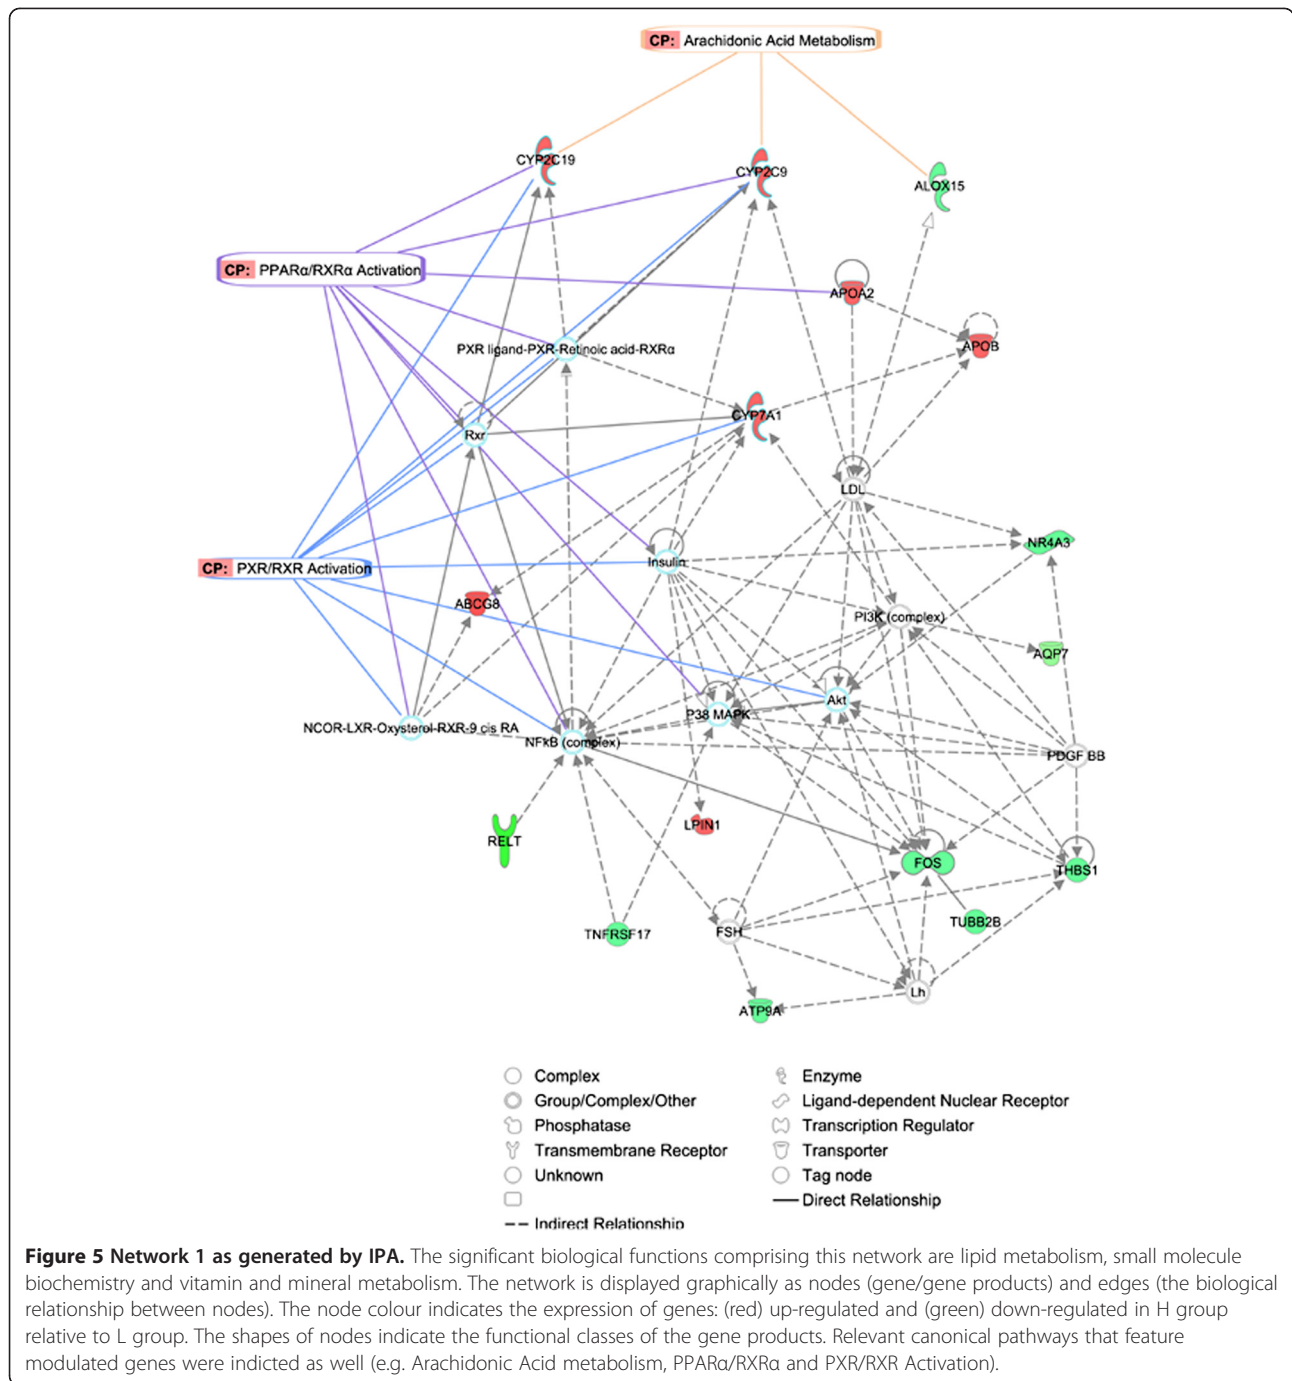 CP: Arachidonic Acid Metabolism
CYP2C19
CYP2C9
ALOX15
CP: PPARα/RXRα Activation
APOA2
APOB
PXR ligand-PXR-Retinoic acid-RXRα
CYP7A1
Rxr
LDL
NR4A3
Insulin
CP: PXR/RXR Activation
ABCG8
PI3K (complex)
AQP7
Akt
P38 MAPK
NCOR-LXR-Oxysterol-RXR-9 cis RA
NFκB (complex)
PDGF BB
LPIN1
RELT
FOS
THBS1
TUBB2B
TNFRSF17
FSH
Lh
ATP9A
Complex
Enzyme
Group/Complex/Other
Ligand-dependent Nuclear Receptor
Phosphatase
Transcription Regulator
Transmembrane Receptor
Transporter
Unknown
Tag node
Direct Relationship
Indirect Relationship
Figure 5 Network 1 as generated by IPA. The significant biological functions comprising this network are lipid metabolism, small molecule
biochemistry and vitamin and mineral metabolism. The network is displayed graphically as nodes (gene/gene products) and edges (the biological
relationship between nodes). The node colour indicates the expression of genes: (red) up-regulated and (green) down-regulated in H group
relative to L group. The shapes of nodes indicate the functional classes of the gene products. Relevant canonical pathways that feature
modulated genes were indicted as well (e.g. Arachidonic Acid metabolism, PPARα/RXRα and PXR/RXR Activation).